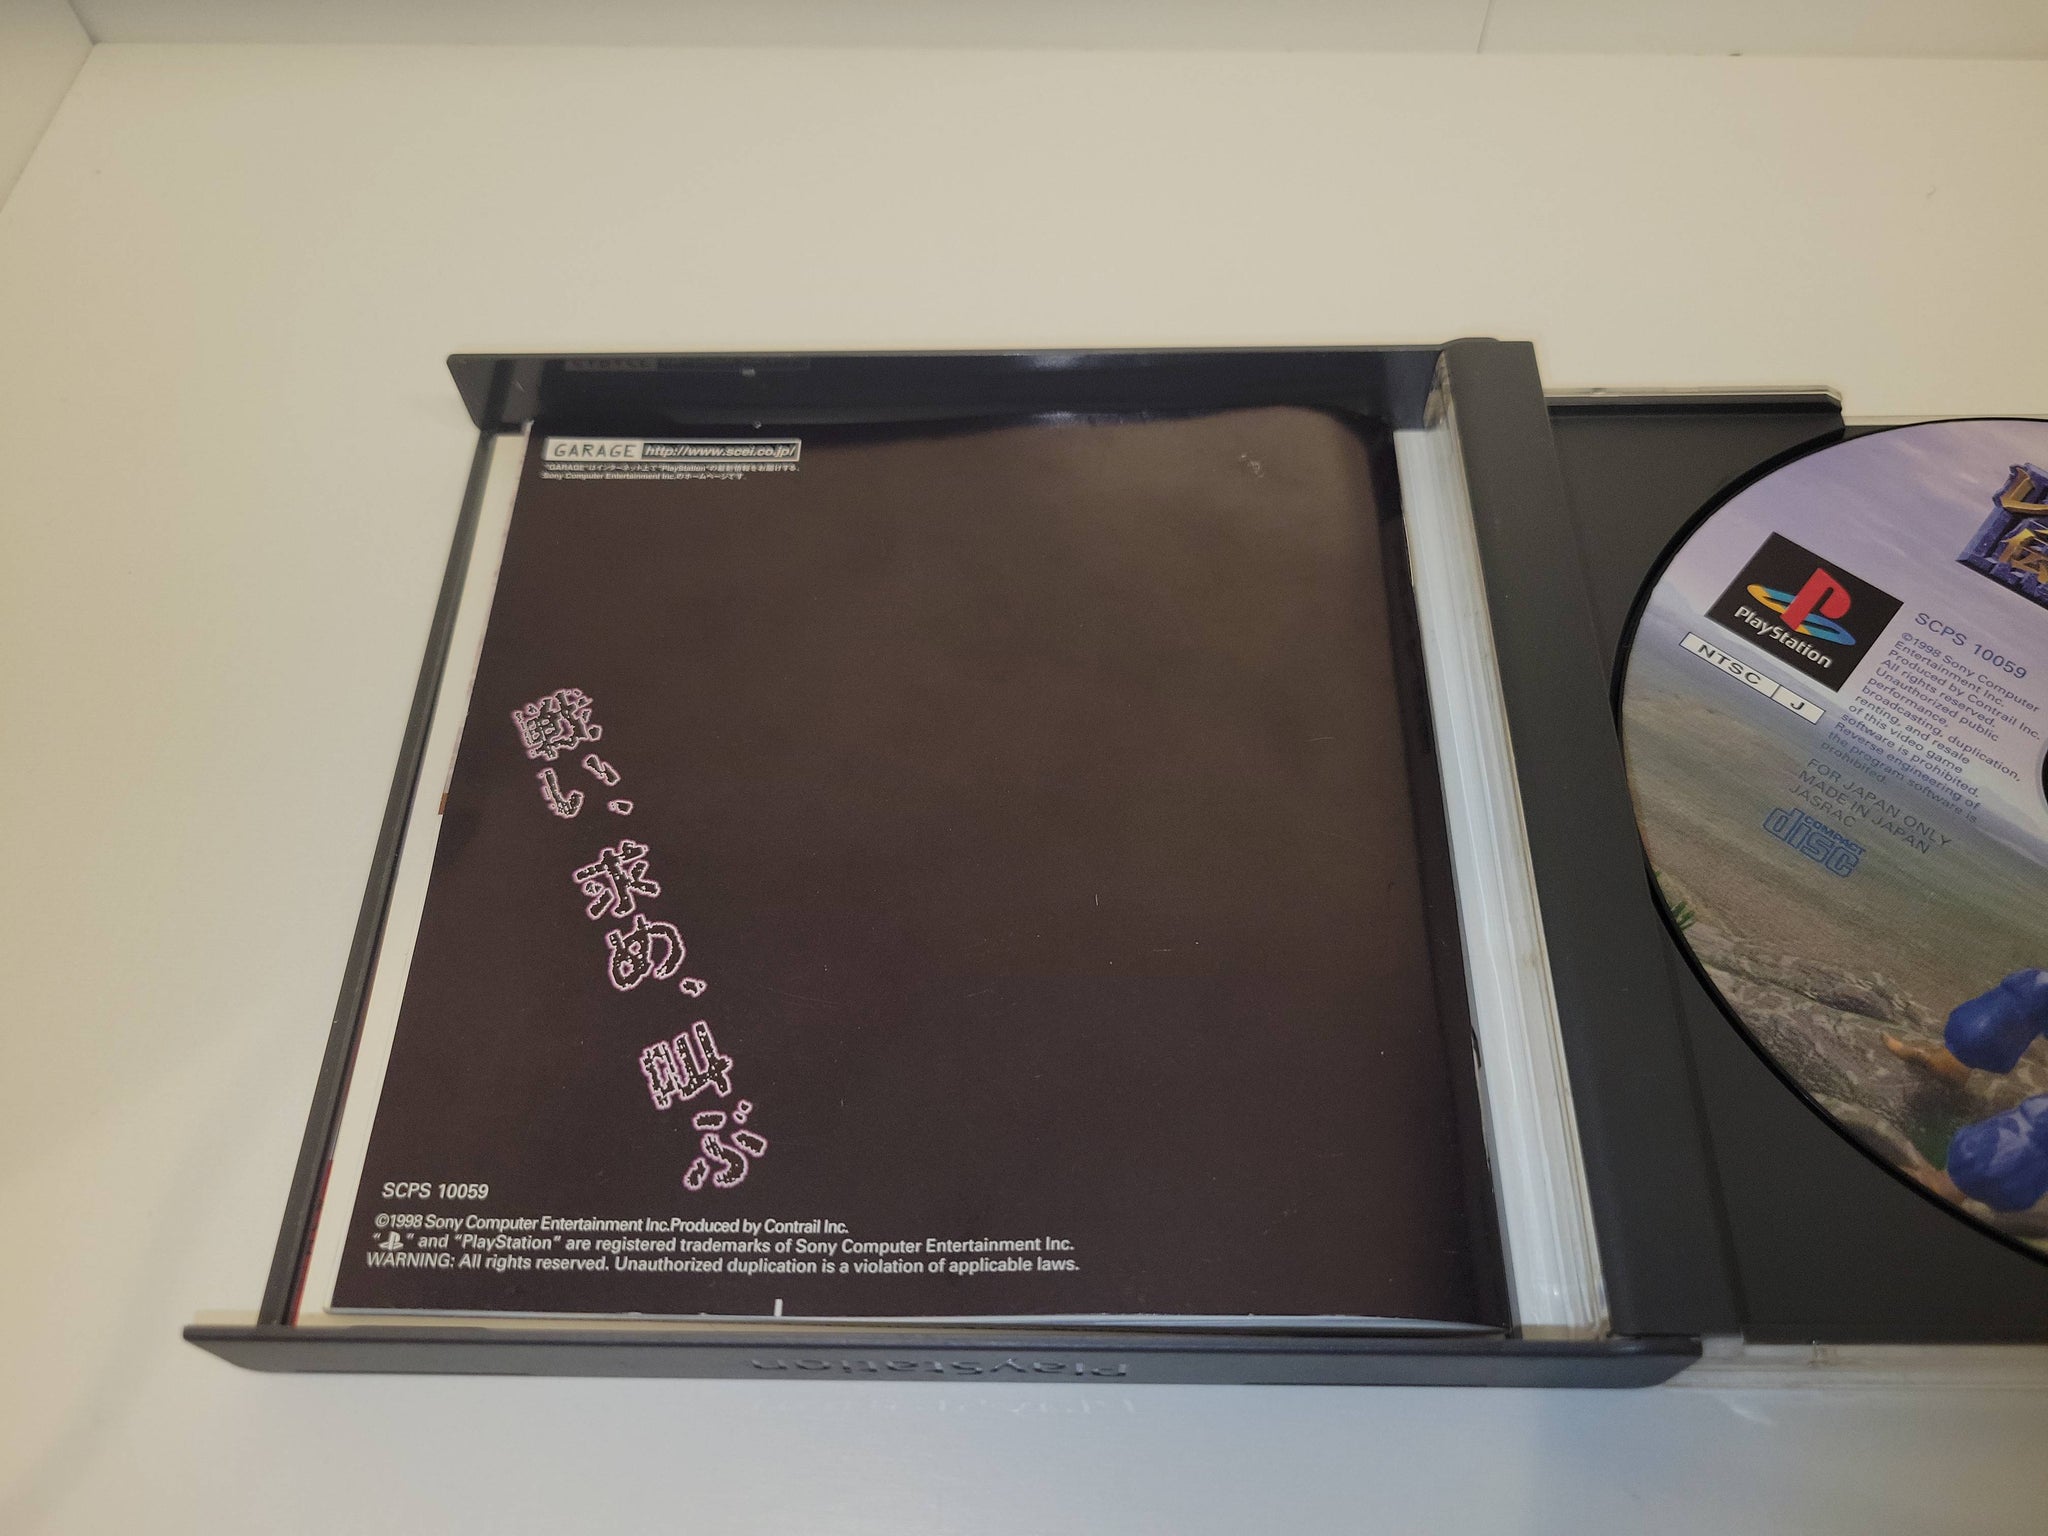 GARAGE http://www.scei.co.jp/
"GARAGE"はインターネット上で"PlayStation"の最新情報をお届けする、
Sony Computer Entertainment Inc.のホームページです。
戦い、求め、叫ぶ
SCPS 10059
©1998 Sony Computer Entertainment Inc.Produced by Contrail Inc.
" " and "PlayStation" are registered trademarks of Sony Computer Entertainment Inc.
WARNING: All rights reserved. Unauthorized duplication is a violation of applicable laws.
PlayStation
PlayStation
NTSC J
SCPS 10059
©1998 Sony Computer
Entertainment Inc.
Produced by Contrail Inc.
All rights reserved.
Unauthorized public
performance,
broadcasting, duplication,
renting, and resale
of this video game
software is prohibited.
Reverse engineering of
the program software is
prohibited.
FOR JAPAN ONLY
MADE IN JAPAN
JASRAC
COMPACT
disc